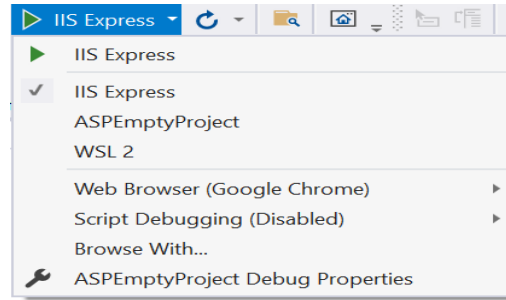 IIS Express
IIS Express
IIS Express
ASPEmptyProject
WSL 2
Web Browser (Google Chrome)
Script Debugging (Disabled)
Browse With...
ASPEmptyProject Debug Properties